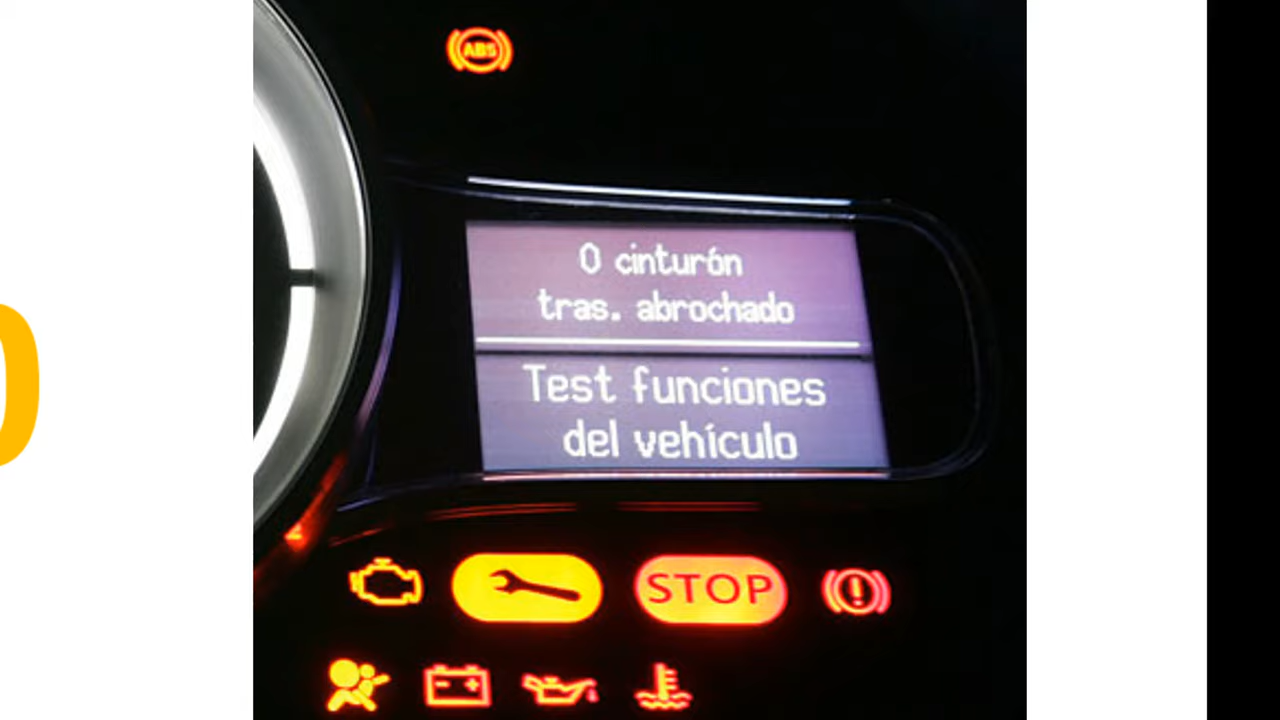 ABS
0 cinturón
tras. abrochado
Test funciones
del vehículo
STOP